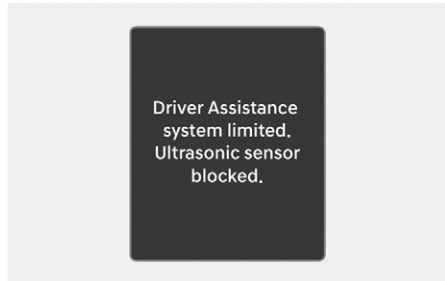 Driver Assistance
system limited.
Ultrasonic sensor
blocked.